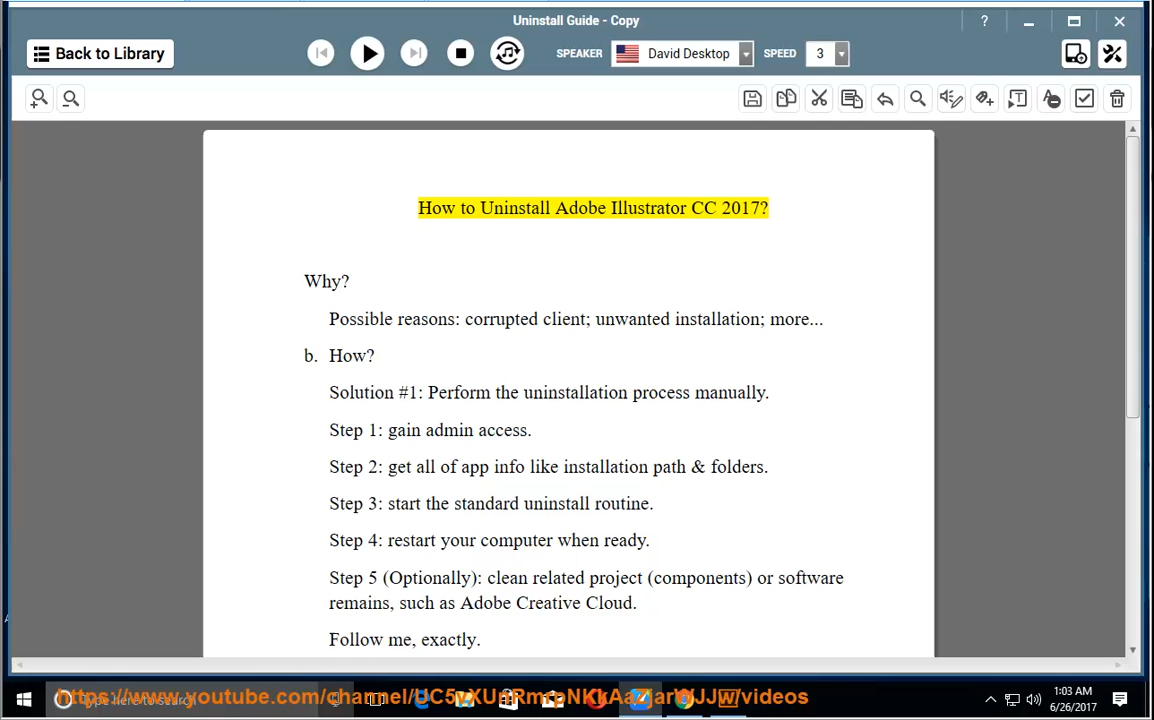 Uninstall Guide - Copy
?
Back to Library
SPEAKER
David Desktop
SPEED
3
How to Uninstall Adobe Illustrator CC 2017?
Why?
Possible reasons: corrupted client; unwanted installation; more...
b. How?
Solution #1: Perform the uninstallation process manually.
Step 1: gain admin access.
Step 2: get all of app info like installation path & folders.
Step 3: start the standard uninstall routine.
Step 4: restart your computer when ready.
Step 5 (Optionally): clean related project (components) or software
remains, such as Adobe Creative Cloud.
Follow me, exactly.
Type here to search
1:03 AM
6/26/2017